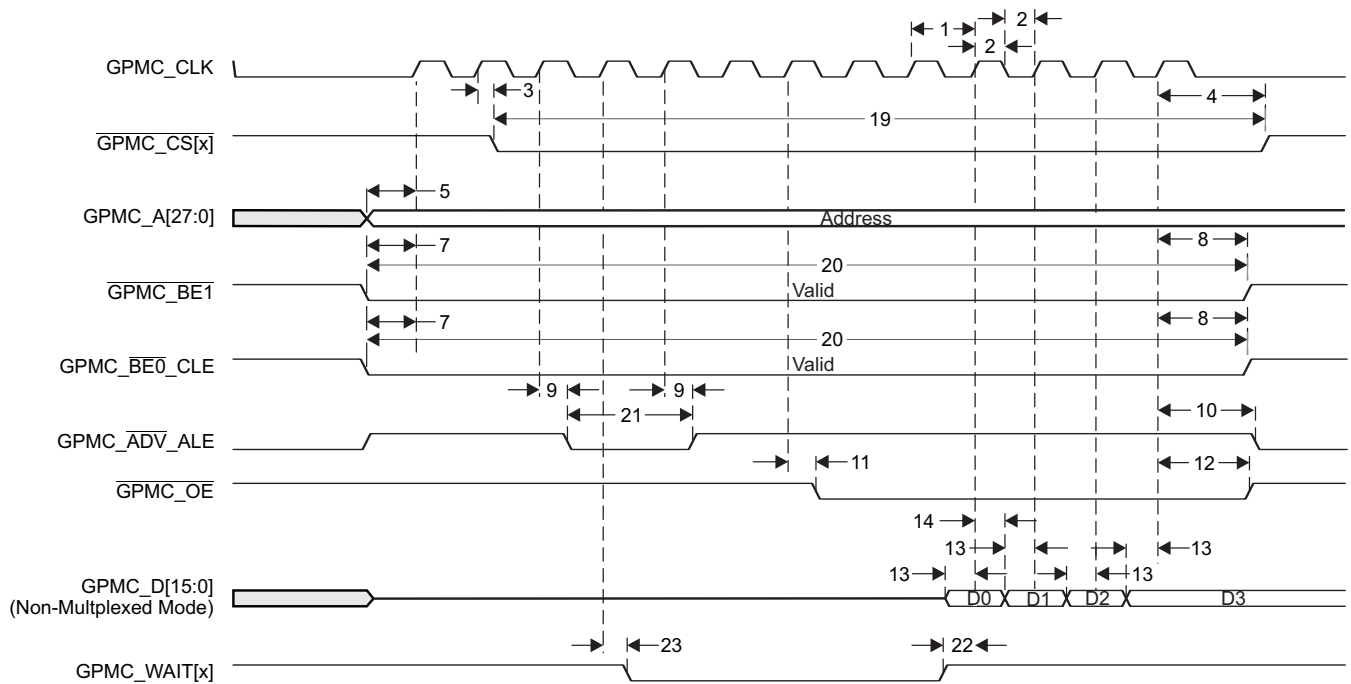 1
2
2
GPMC_CLK
3
4
19
GPMC_CS[x]
5
GPMC_A[27:0]
Address
7
8
20
GPMC_BE1
Valid
7
8
20
GPMC_BE0_CLE
Valid
9
9
21
10
GPMC_ADV_ALE
11
12
GPMC_OE
14
13
13
13
13
GPMC_D[15:0]
(Non-Multplexed Mode)
D0
D1
D2
D3
23
22
GPMC_WAIT[x]